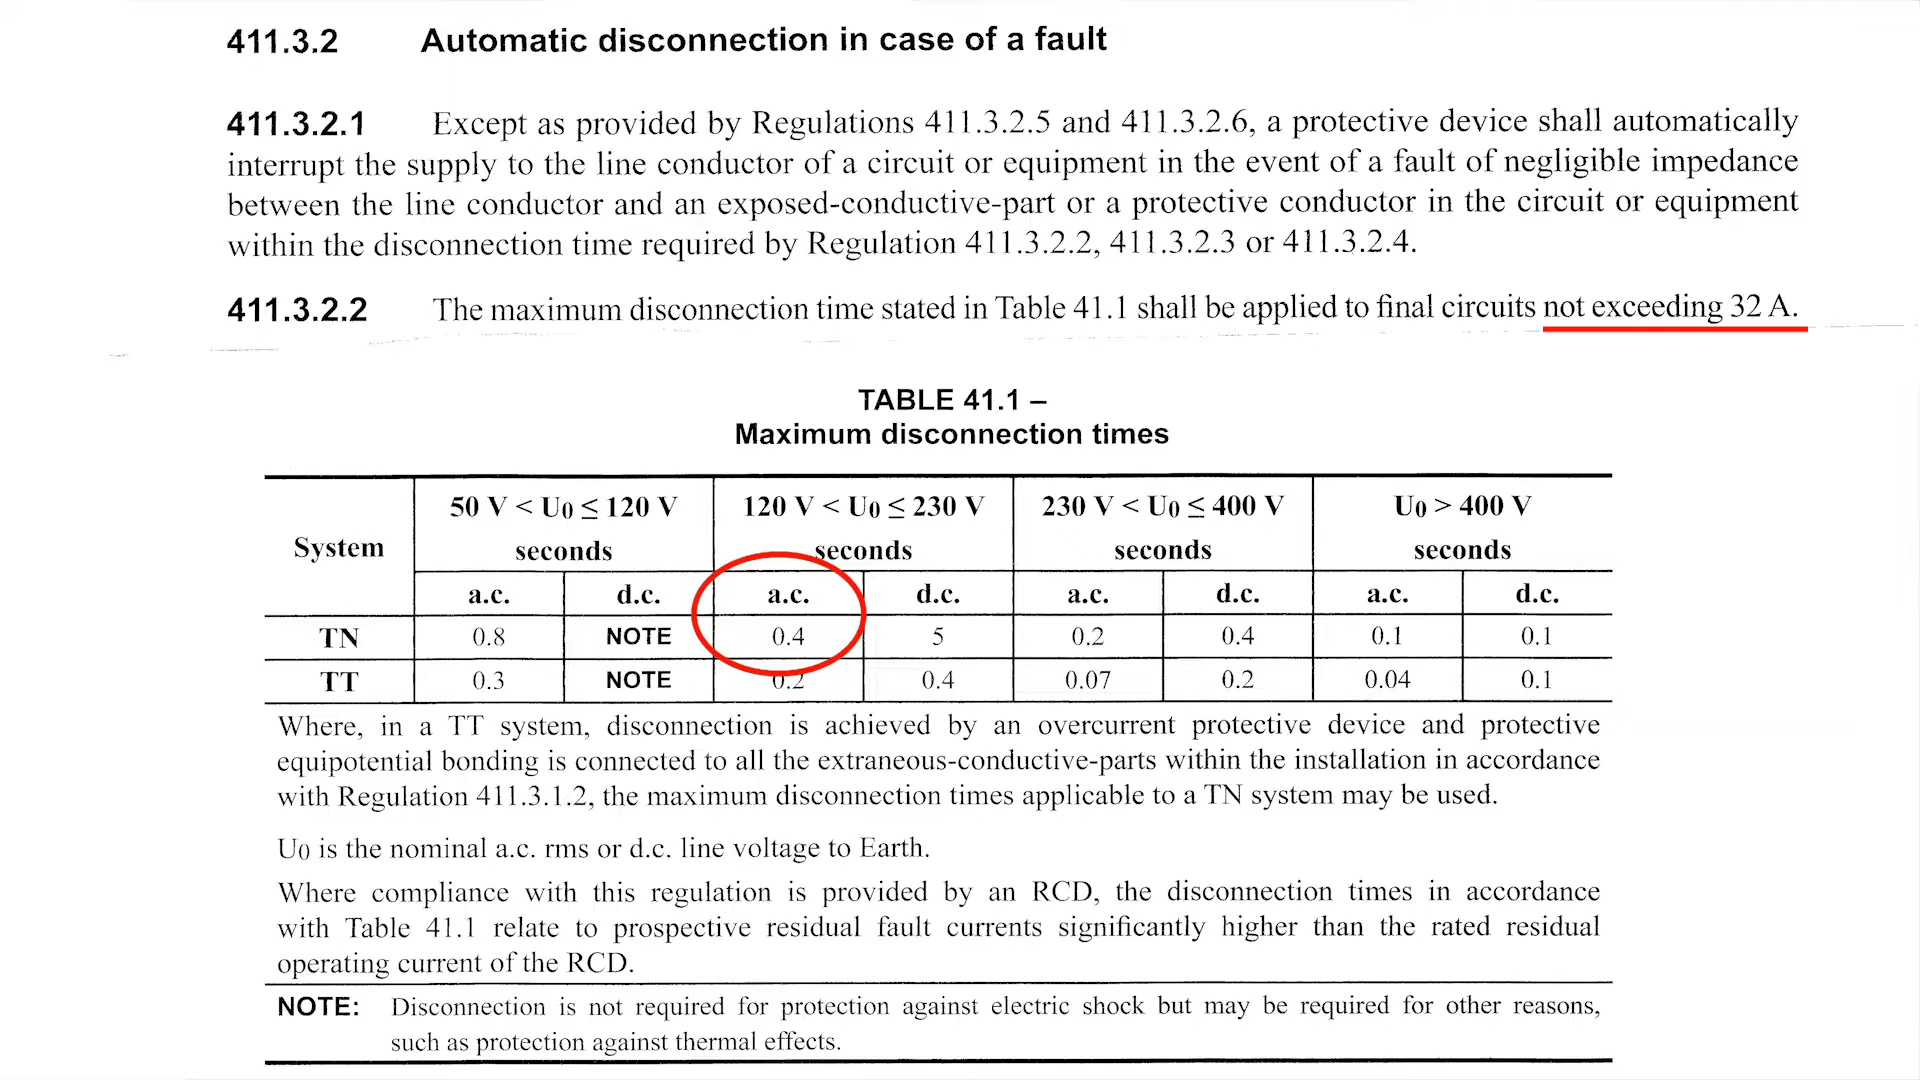 411.3.2 Automatic disconnection in case of a fault
411.3.2.1 Except as provided by Regulations 411.3.2.5 and 411.3.2.6, a protective device shall automatically
interrupt the supply to the line conductor of a circuit or equipment in the event of a fault of negligible impedance
between the line conductor and an exposed-conductive-part or a protective conductor in the circuit or equipment
within the disconnection time required by Regulation 411.3.2.2, 411.3.2.3 or 411.3.2.4.
411.3.2.2 The maximum disconnection time stated in Table 41.1 shall be applied to final circuits not exceeding 32 A.
TABLE 41.1 –
Maximum disconnection times
System 50 V < U0 ≤ 120 V 120 V < U0 ≤ 230 V 230 V < U0 ≤ 400 V U0 > 400 V
seconds seconds seconds seconds
a.c. d.c. a.c. d.c. a.c. d.c. a.c. d.c.
TN 0.8 NOTE 0.4 5 0.2 0.4 0.1 0.1
TT 0.3 NOTE 0.2 0.4 0.07 0.2 0.04 0.1
Where, in a TT system, disconnection is achieved by an overcurrent protective device and protective
equipotential bonding is connected to all the extraneous-conductive-parts within the installation in accordance
with Regulation 411.3.1.2, the maximum disconnection times applicable to a TN system may be used.
U0 is the nominal a.c. rms or d.c. line voltage to Earth.
Where compliance with this regulation is provided by an RCD, the disconnection times in accordance
with Table 41.1 relate to prospective residual fault currents significantly higher than the rated residual
operating current of the RCD.
NOTE: Disconnection is not required for protection against electric shock but may be required for other reasons,
such as protection against thermal effects.